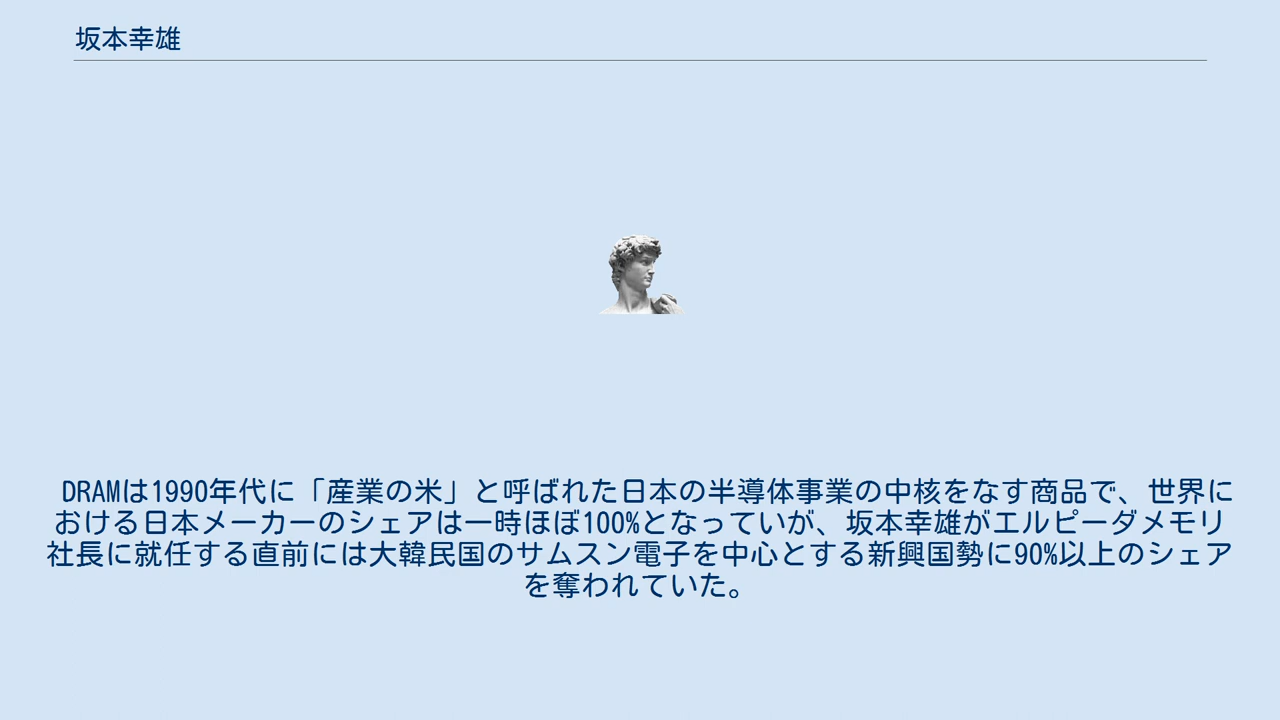 坂本幸雄
DRAMは1990年代に「産業の米」と呼ばれた日本の半導体事業の中核をなす商品で、世界に
おける日本メーカーのシェアは一時ほぼ100%となっていが、坂本幸雄がエルピーダメモリ
社長に就任する直前には大韓民国のサムスン電子を中心とする新興国勢に90%以上のシェア
を奪われていた。